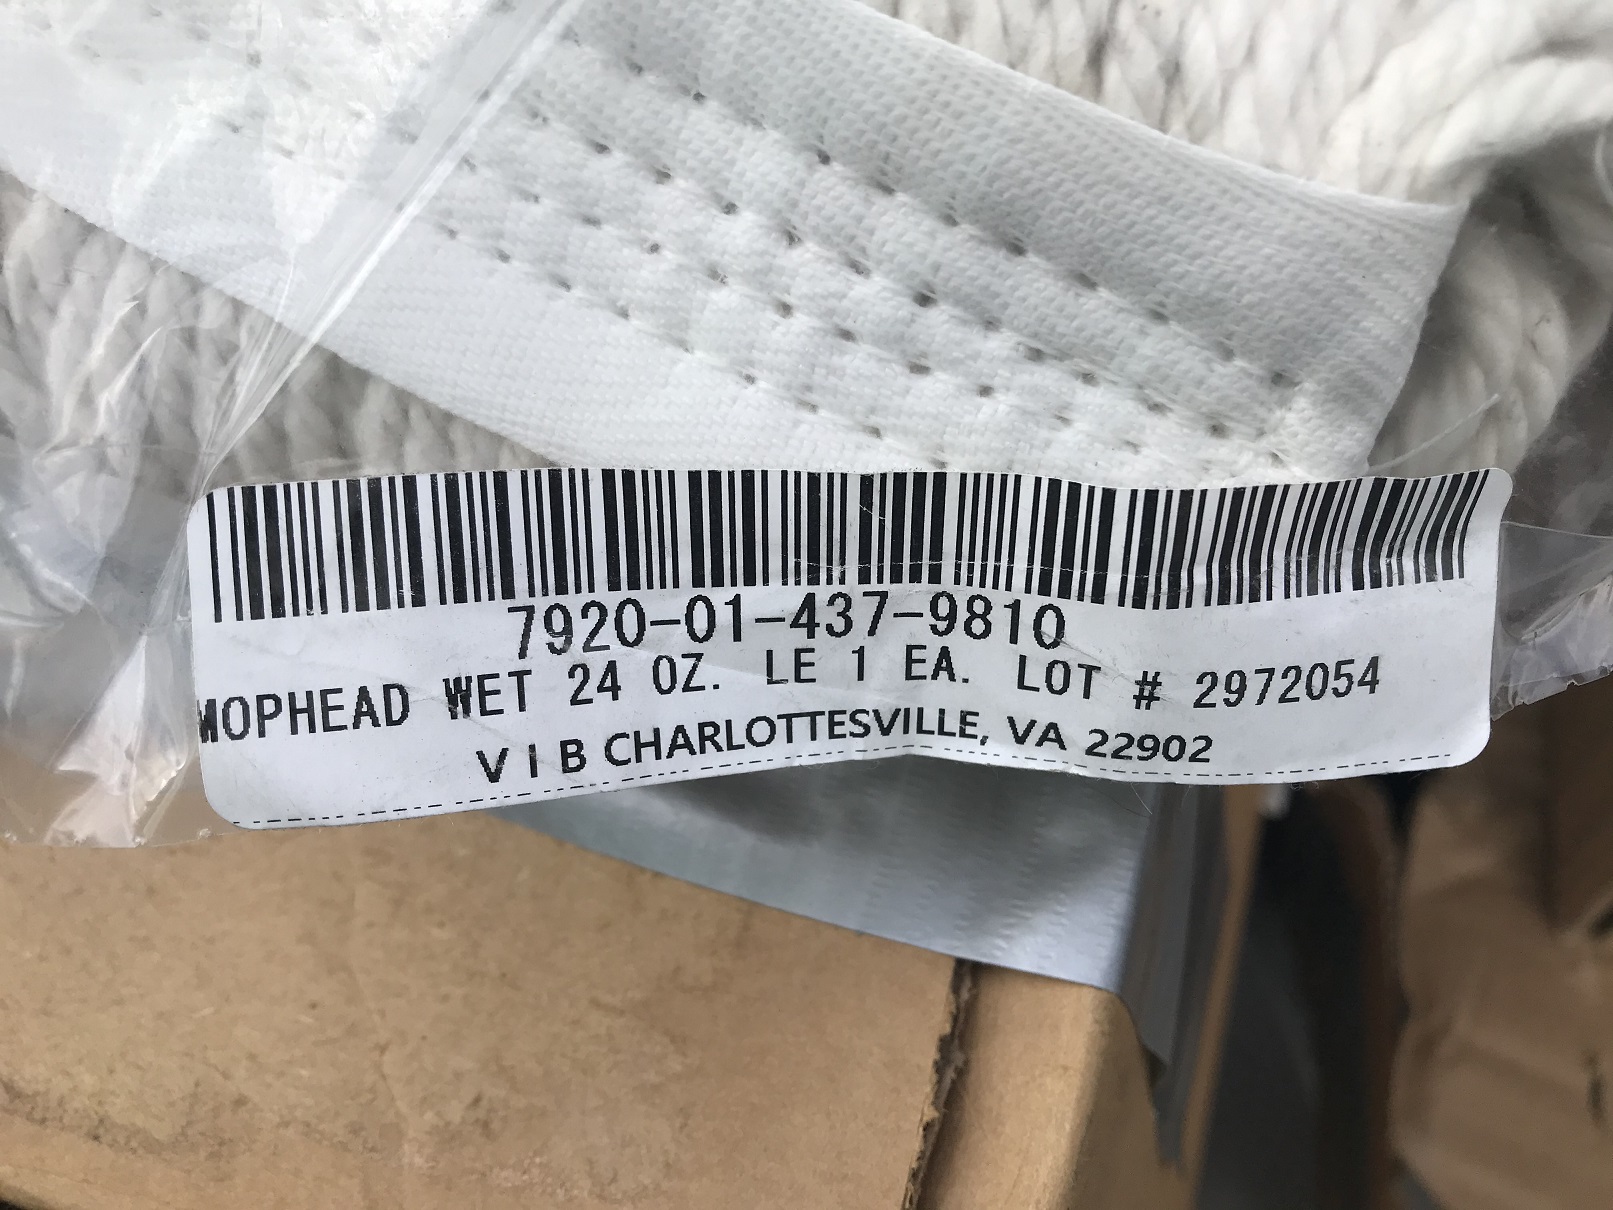 7920-01-437-9810
MOPHEAD WET 24 OZ. LE 1 EA. LOT # 2972054
V I B CHARLOTTESVILLE, VA 22902